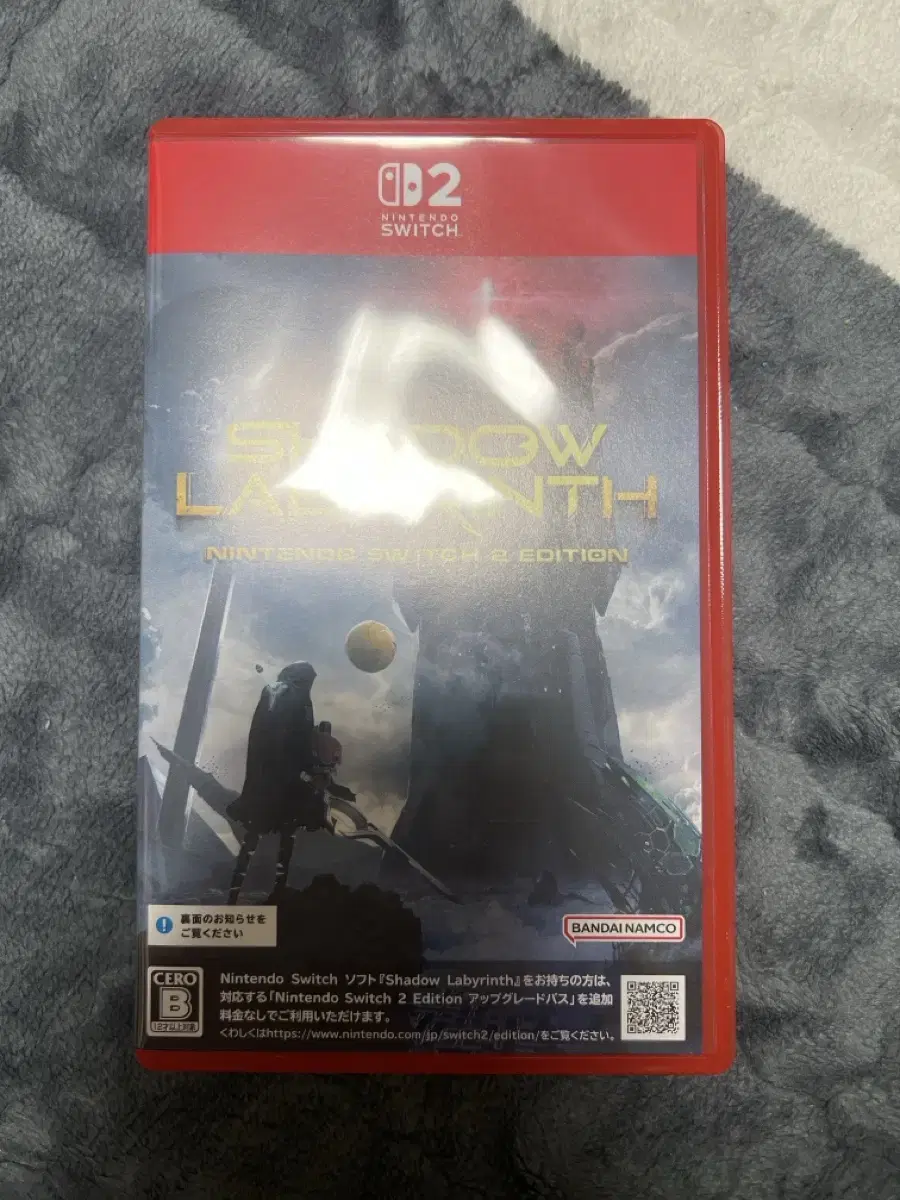 2
NINTENDO
SWITCH
SHADOW
LABYRINTH
NINTENDO SWITCH 2 EDITION
! 裏面のお知らせを
ご覧ください
BANDAI NAMCO
CERO
B
12才以上対象
Nintendo Switch ソフト『Shadow Labyrinth』をお持ちの方は、
対応する「Nintendo Switch 2 Edition アップグレードパス」を追加
料金なしでご利用いただけます。
くわしくはhttps://www.nintendo.com/jp/switch2/edition/をご覧ください。